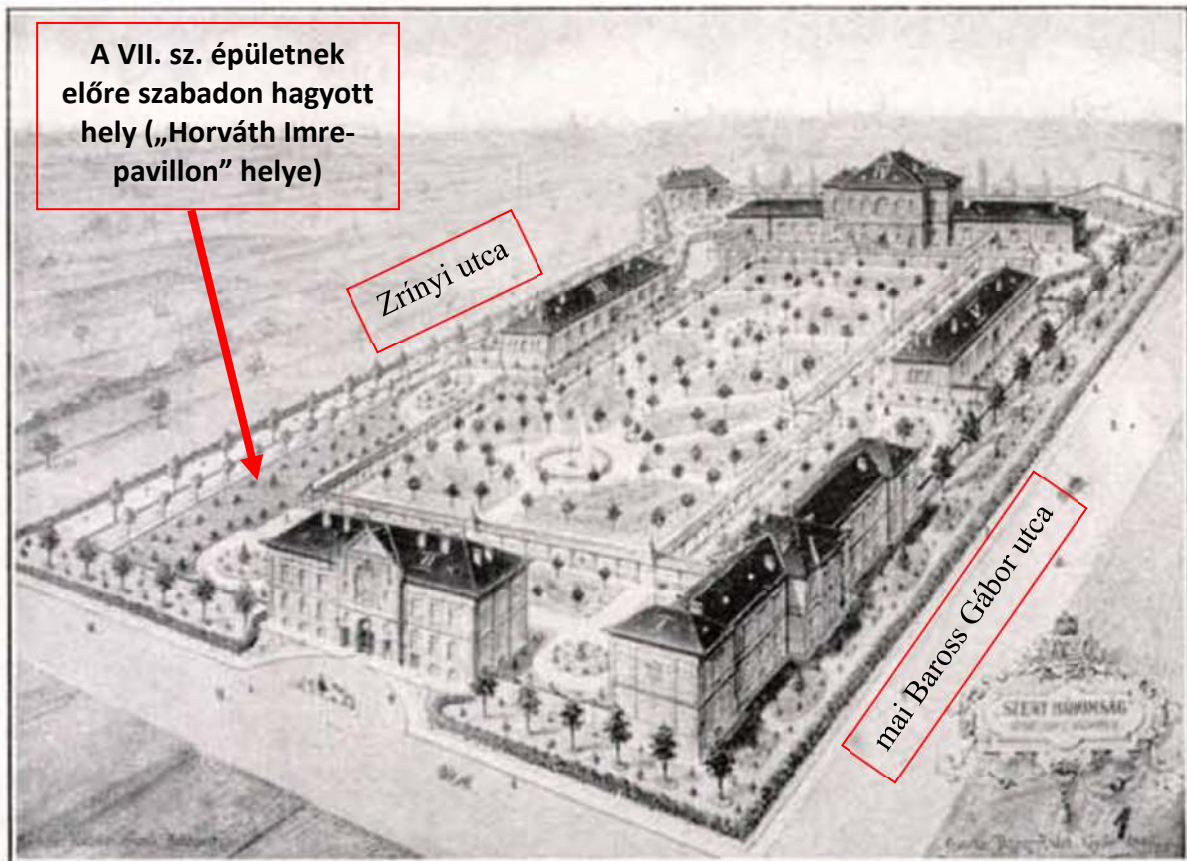 A VII. sz. épületnek
előre szabadon hagyott
hely („Horváth Imre-
pavillon” helye)
Zrínyi utca
mai Baross Gábor utca
"SZENT HÁROMSÁG"
1